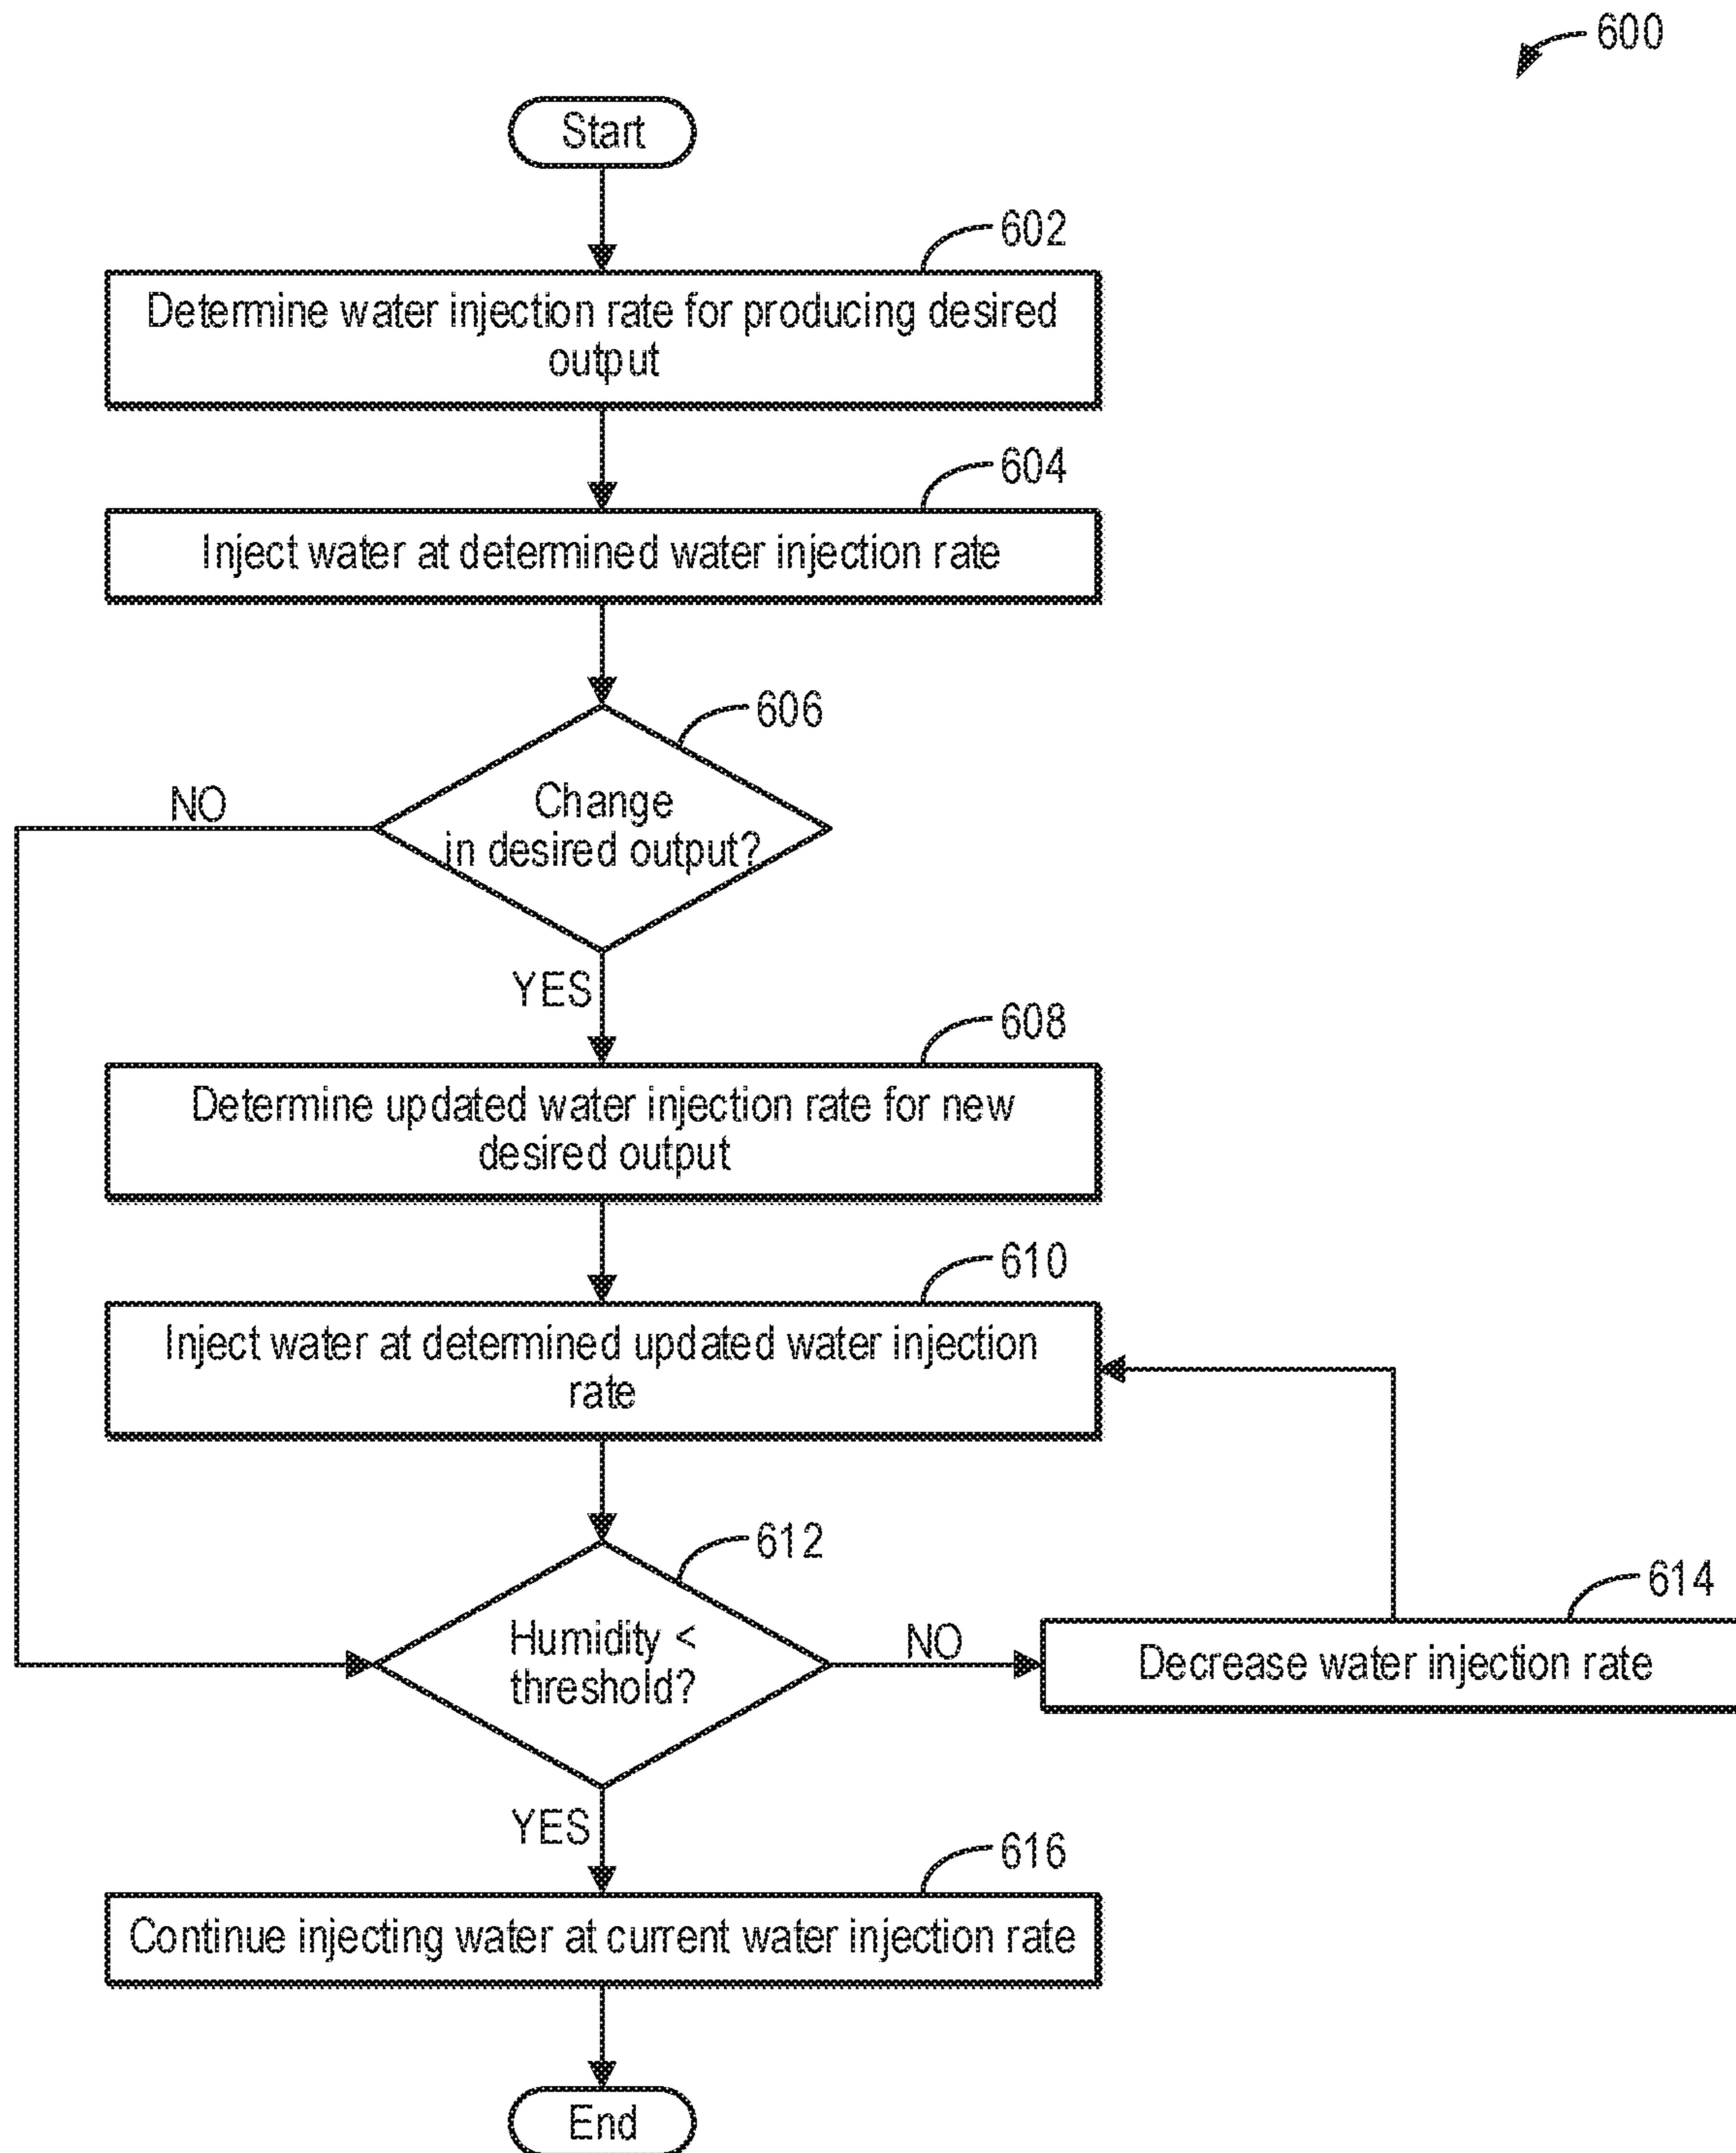 600
Start
602
Determine water injection rate for producing desired
output
604
Inject water at determined water injection rate
606
Change
in desired output?
NO
YES
608
Determine updated water injection rate for new
desired output
610
Inject water at determined updated water injection
rate
612
Humidity <
threshold?
NO
614
Decrease water injection rate
YES
616
Continue injecting water at current water injection rate
End